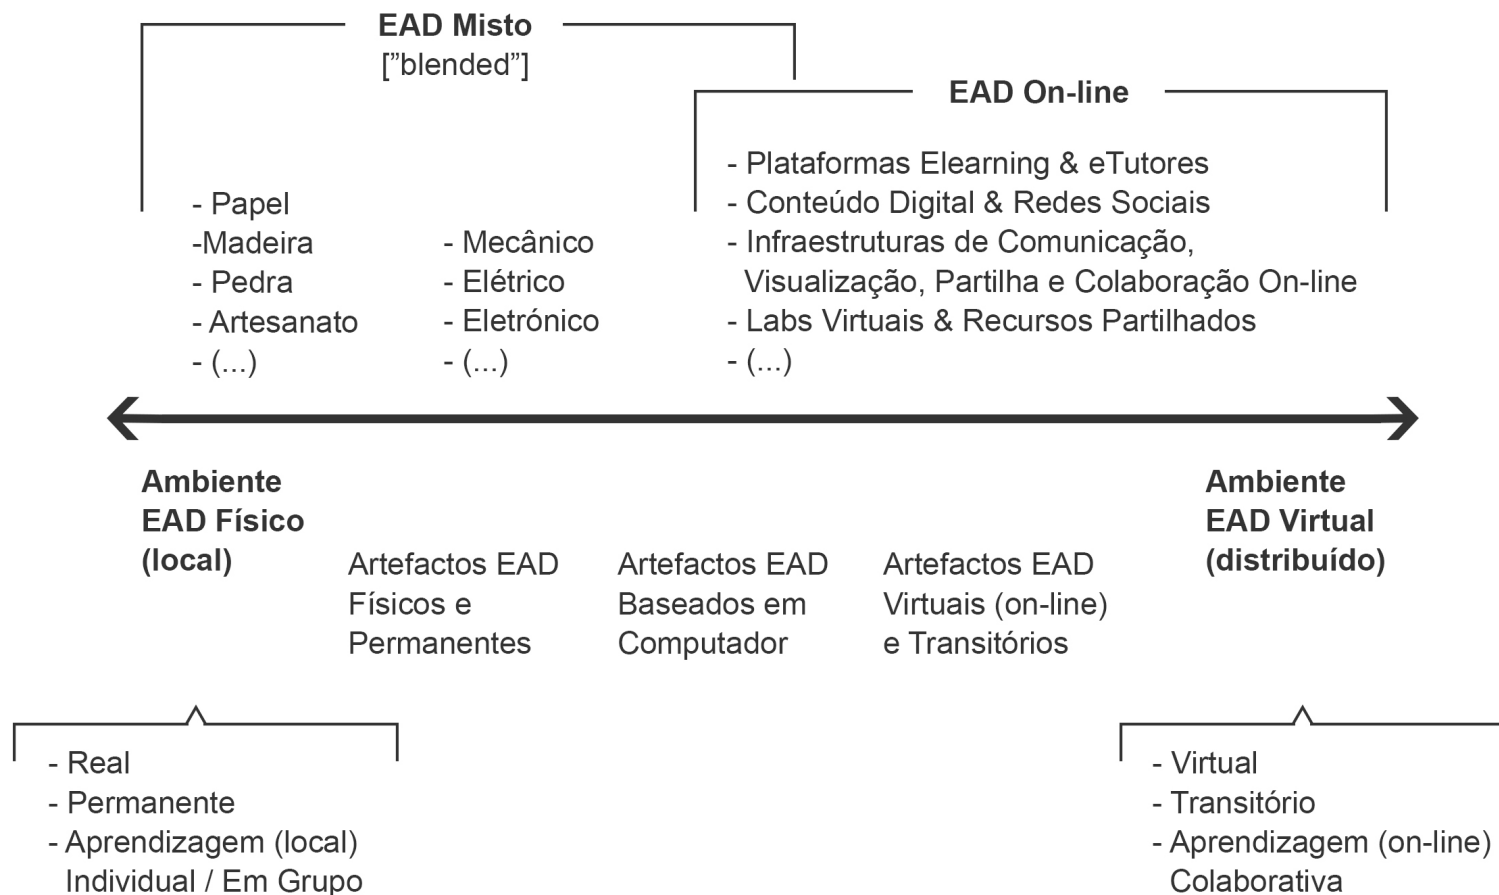 EAD Misto
["blended"]
EAD On-line
- Papel
-Madeira
- Pedra
- Artesanato
- (...)
- Mecânico
- Elétrico
- Eletrónico
- (...)
- Plataformas Elearning & eTutores
- Conteúdo Digital & Redes Sociais
- Infraestruturas de Comunicação,
Visualização, Partilha e Colaboração On-line
- Labs Virtuais & Recursos Partilhados
- (...)
Ambiente
EAD Físico
(local)
Artefactos EAD
Físicos e
Permanentes
Artefactos EAD
Baseados em
Computador
Artefactos EAD
Virtuais (on-line)
e Transitórios
Ambiente
EAD Virtual
(distribuído)
- Real
- Permanente
- Aprendizagem (local)
Individual / Em Grupo
- Virtual
- Transitório
- Aprendizagem (on-line)
Colaborativa